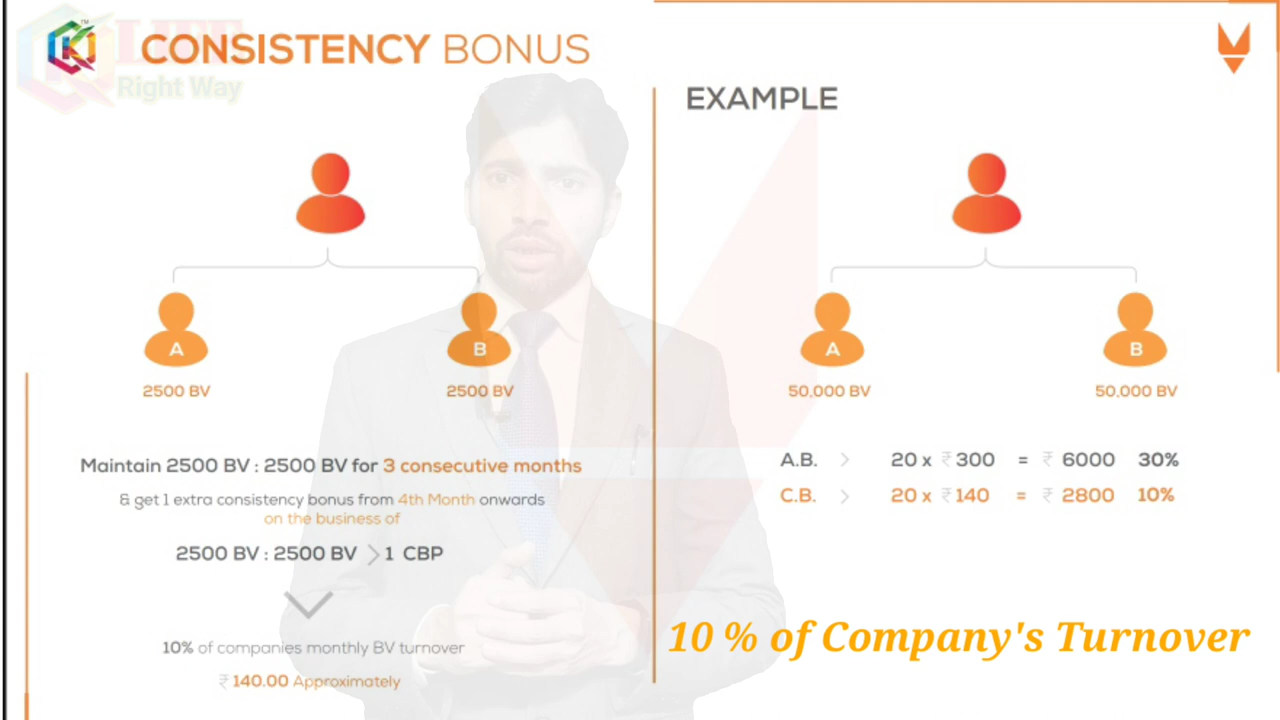 LIFE
Right Way
K
TM
CONSISTENCY BONUS
A
B
2500 BV
2500 BV
Maintain 2500 BV : 2500 BV for 3 consecutive months
& get 1 extra consistency bonus from 4th Month onwards
on the business of
2500 BV : 2500 BV > 1 CBP
10% of companies monthly BV turnover
₹ 140.00 Approximately
EXAMPLE
A
B
50,000 BV
50,000 BV
A.B. > 20 x ₹ 300 = ₹ 6000 30%
C.B. > 20 x ₹ 140 = ₹ 2800 10%
10 % of Company's Turnover